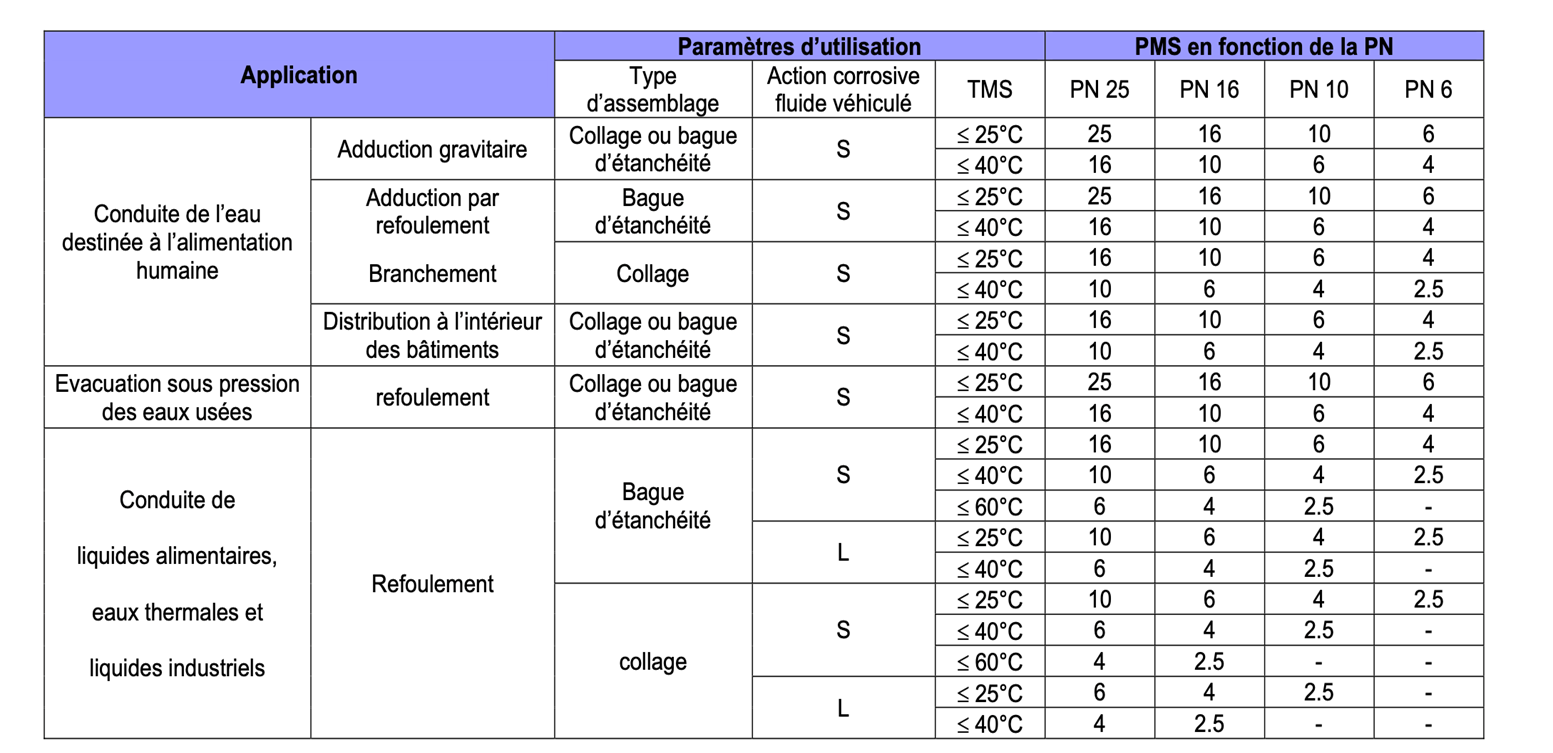 Application Paramètres d'utilisation PMS en fonction de la PN
Type d'assemblage Action corrosive fluide véhiculé TMS PN 25 PN 16 PN 10 PN 6
Conduite de l'eau
destinée à l'alimentation
humaine
Adduction gravitaire
Collage ou bague
d'étanchéité
S
≤ 25°C 25 16 10 6
≤ 40°C 16 10 6 4
Adduction par
refoulement
Bague
d'étanchéité
S
≤ 25°C 25 16 10 6
≤ 40°C 16 10 6 4
Branchement
Collage
S
≤ 25°C 16 10 6 4
≤ 40°C 10 6 4 2.5
Distribution à l'intérieur
des bâtiments
Collage ou bague
d'étanchéité
S
≤ 25°C 16 10 6 4
≤ 40°C 10 6 4 2.5
Evacuation sous pression
des eaux usées
refoulement
Collage ou bague
d'étanchéité
S
≤ 25°C 25 16 10 6
≤ 40°C 16 10 6 4
Conduite de
liquides alimentaires,
eaux thermales et
liquides industriels
Refoulement
Bague
d'étanchéité
S
≤ 25°C 16 10 6 4
≤ 40°C 10 6 4 2.5
≤ 60°C 6 4 2.5 -
L
≤ 25°C 10 6 4 2.5
≤ 40°C 6 4 2.5 -
collage
S
≤ 25°C 10 6 4 2.5
≤ 40°C 6 4 2.5 -
≤ 60°C 4 2.5 - -
L
≤ 25°C 6 4 2.5 -
≤ 40°C 4 2.5 - -